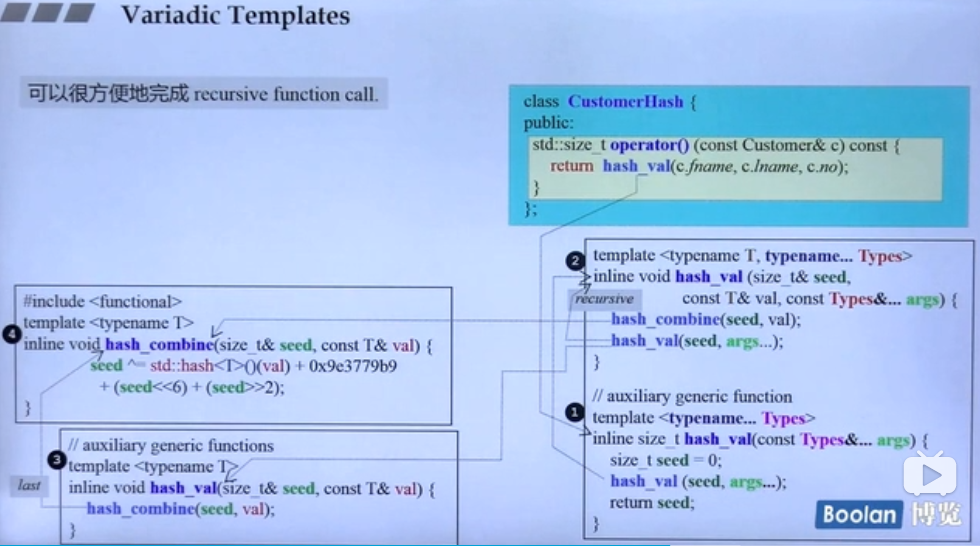 Variadic Templates
可以很方便地完成 recursive function call.
class CustomerHash {
public:
std::size_t operator() (const Customer& c) const {
return hash_val(c.fname, c.lname, c.no);
}
};
2
template <typename T, typename... Types>
inline void hash_val (size_t& seed,
const T& val, const Types&... args) {
recursive
hash_combine(seed, val);
hash_val(seed, args...);
}
1
// auxiliary generic function
template <typename... Types>
inline size_t hash_val(const Types&... args) {
size_t seed = 0;
hash_val (seed, args...);
return seed;
}
4
#include <functional>
template <typename T>
inline void hash_combine(size_t& seed, const T& val) {
seed ^= std::hash<T>()(val) + 0x9e3779b9
+ (seed<<6) + (seed>>2);
}
3
// auxiliary generic functions
template <typename T>
inline void hash_val(size_t& seed, const T& val) {
hash_combine(seed, val);
}
last
Boolan 博览